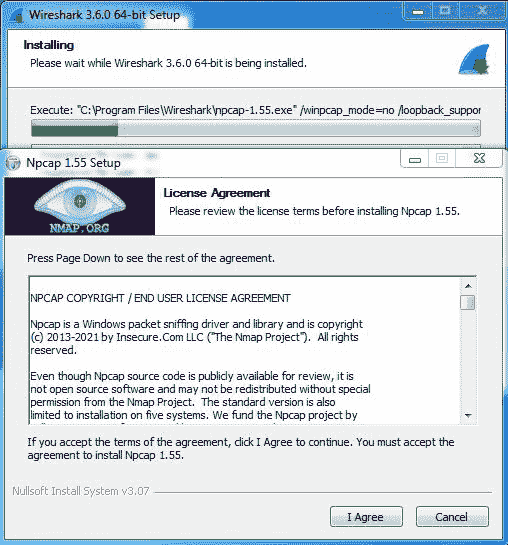 Wireshark 3.6.0 64-bit Setup
Installing
Please wait while Wireshark 3.6.0 64-bit is being installed.
Execute: "C:\Program Files\Wireshark\npcap-1.55.exe" /winpcap_mode=no /loopback_suppor
Npcap 1.55 Setup
NMAP.ORG
License Agreement
Please review the license terms before installing Npcap 1.55.
Press Page Down to see the rest of the agreement.
NPCAP COPYRIGHT / END USER LICENSE AGREEMENT
Npcap is a Windows packet sniffing driver and library and is copyright
(c) 2013-2021 by Insecure.Com LLC ("The Nmap Project").  All rights
reserved.
Even though Npcap source code is publicly available for review, it is
not open source software and may not be redistributed without special
permission from the Nmap Project.  The standard version is also
limited to installation on five systems. We fund the Npcap project by
If you accept the terms of the agreement, click I Agree to continue. You must accept the
agreement to install Npcap 1.55.
Nullsoft Install System v3.07
I Agree
Cancel